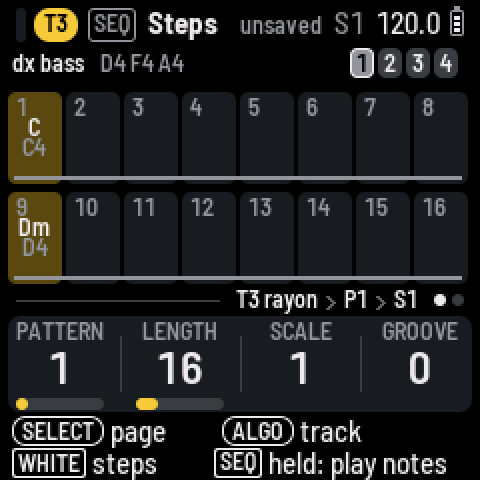 T3 SEQ Steps unsaved S1 120.0
dx bass D4 F4 A4 1 2 3 4
1 2 3 4 5 6 7 8
C
C4
9 10 11 12 13 14 15 16
Dm
D4
T3 rayon > P1 > S1
PATTERN LENGTH SCALE GROOVE
1 16 1 0
SELECT page ALGO track
WHITE steps SEQ held: play notes